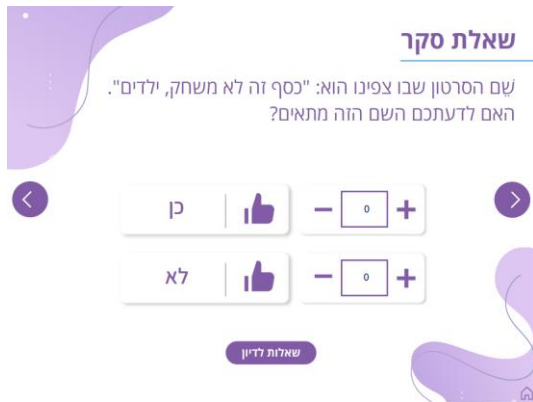 שאלת סקר
שֵׁם הסרטון שבו צפינו הוא: "כסף זה לא משחק, ילדים".
האם לדעתכם השם הזה מתאים?
כן
0
לא
0
שאלות לדיון